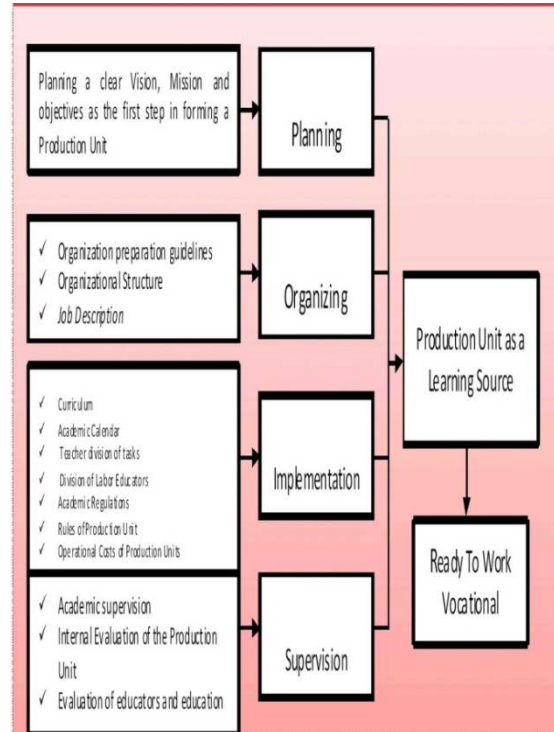 Planning a clear Vision, Mission and
objectives as the first step in forming a
Production Unit
Planning
✓ Organization preparation guidelines
✓ Organizational Structure
✓ Job Description
Organizing
✓ Curriculum
✓ Academic Calendar
✓ Teacher division of tasks
✓ Division of Labor Educators
✓ Academic Regulations
✓ Rules of Production Unit
✓ Operational Costs of Production Units
Implementation
✓ Academic supervision
✓ Internal Evaluation of the Production
Unit
✓ Evaluation of educators and education
Supervision
Production Unit as a
Learning Source
Ready To Work
Vocational